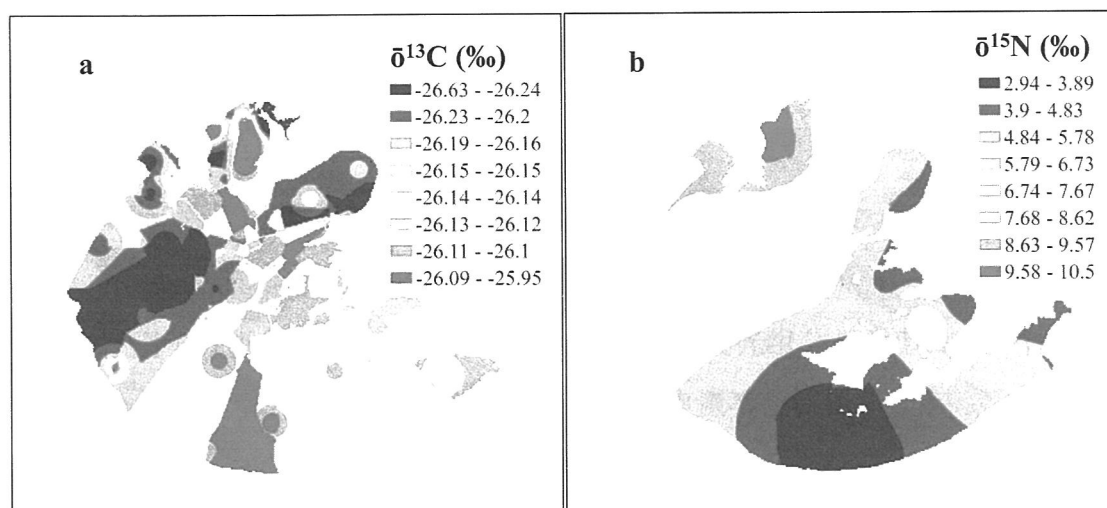 a
ō¹³C (‰)
-26.63 - -26.24
-26.23 - -26.2
-26.19 - -26.16
-26.15 - -26.15
-26.14 - -26.14
-26.13 - -26.12
-26.11 - -26.1
-26.09 - -25.95
b
ō¹⁵N (‰)
2.94 - 3.89
3.9 - 4.83
4.84 - 5.78
5.79 - 6.73
6.74 - 7.67
7.68 - 8.62
8.63 - 9.57
9.58 - 10.5